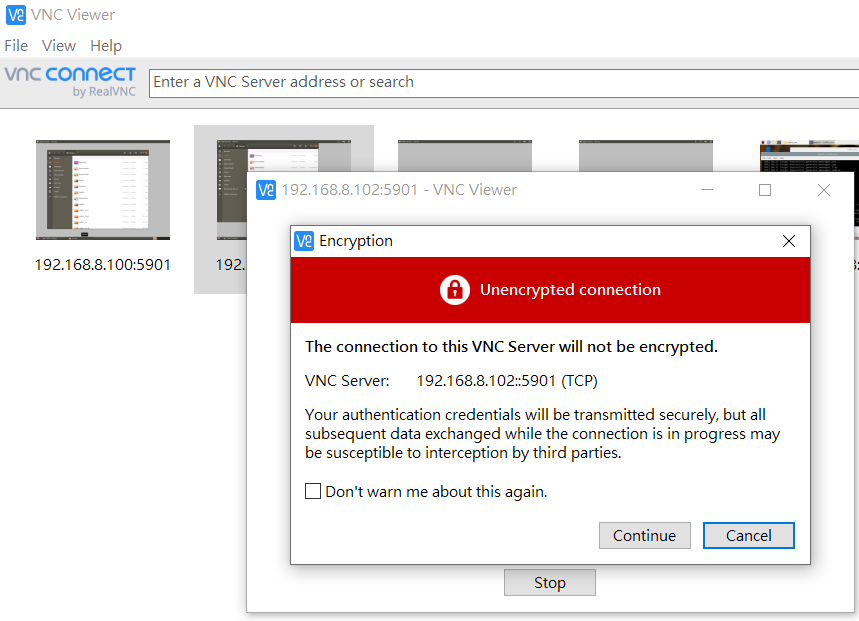 VNC Viewer
File View Help
vnc connect
by RealVNC
Enter a VNC Server address or search
192.168.8.100:5901
192.
192.168.8.102:5901 - VNC Viewer
Encryption
Unencrypted connection
The connection to this VNC Server will not be encrypted.
VNC Server: 192.168.8.102::5901 (TCP)
Your authentication credentials will be transmitted securely, but all
subsequent data exchanged while the connection is in progress may
be susceptible to interception by third parties.
Don't warn me about this again.
Continue Cancel
Stop